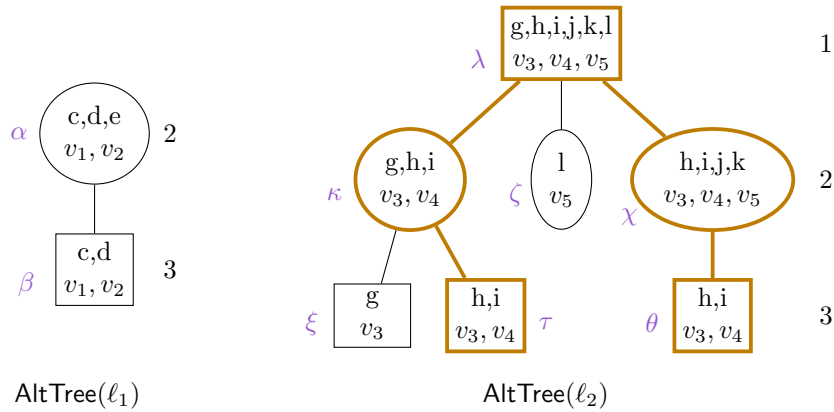 g,h,i,j,k,l
v₃, v₄, v₅
λ
1
c,d,e
v₁, v₂
α
2
g,h,i
v₃, v₄
κ
l
v₅
ζ
h,i,j,k
v₃, v₄, v₅
χ
2
c,d
v₁, v₂
β
3
g
v₃
ξ
h,i
v₃, v₄
τ
h,i
v₃, v₄
θ
3
AltTree(ℓ₁)
AltTree(ℓ₂)